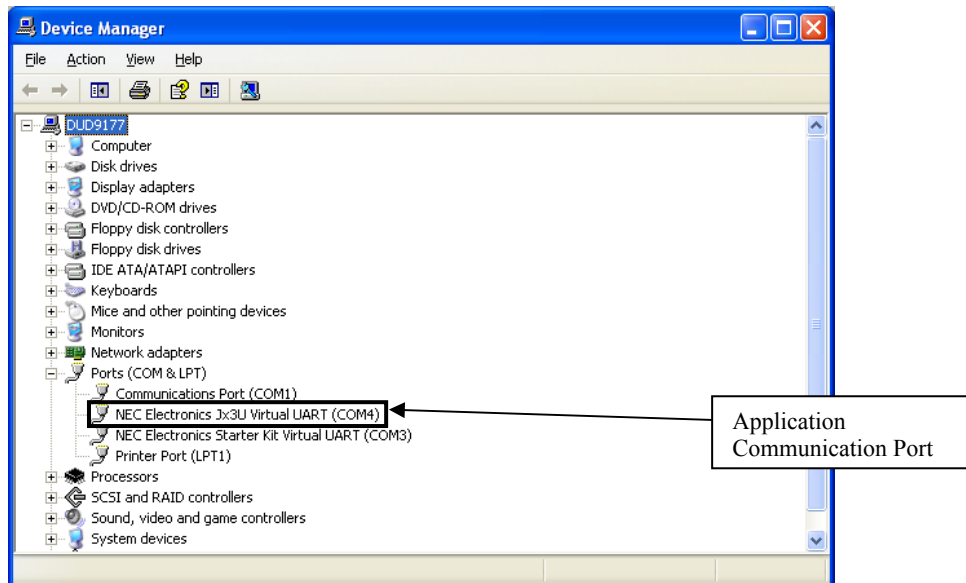 Device Manager
File Action View Help
DUD9177
Computer
Disk drives
Display adapters
DVD/CD-ROM drives
Floppy disk controllers
Floppy disk drives
IDE ATA/ATAPI controllers
Keyboards
Mice and other pointing devices
Monitors
Network adapters
Ports (COM & LPT)
Communications Port (COM1)
NEC Electronics Jx3U Virtual UART (COM4)
NEC Electronics Starter Kit Virtual UART (COM3)
Printer Port (LPT1)
Processors
SCSI and RAID controllers
Sound, video and game controllers
System devices
Application
Communication Port